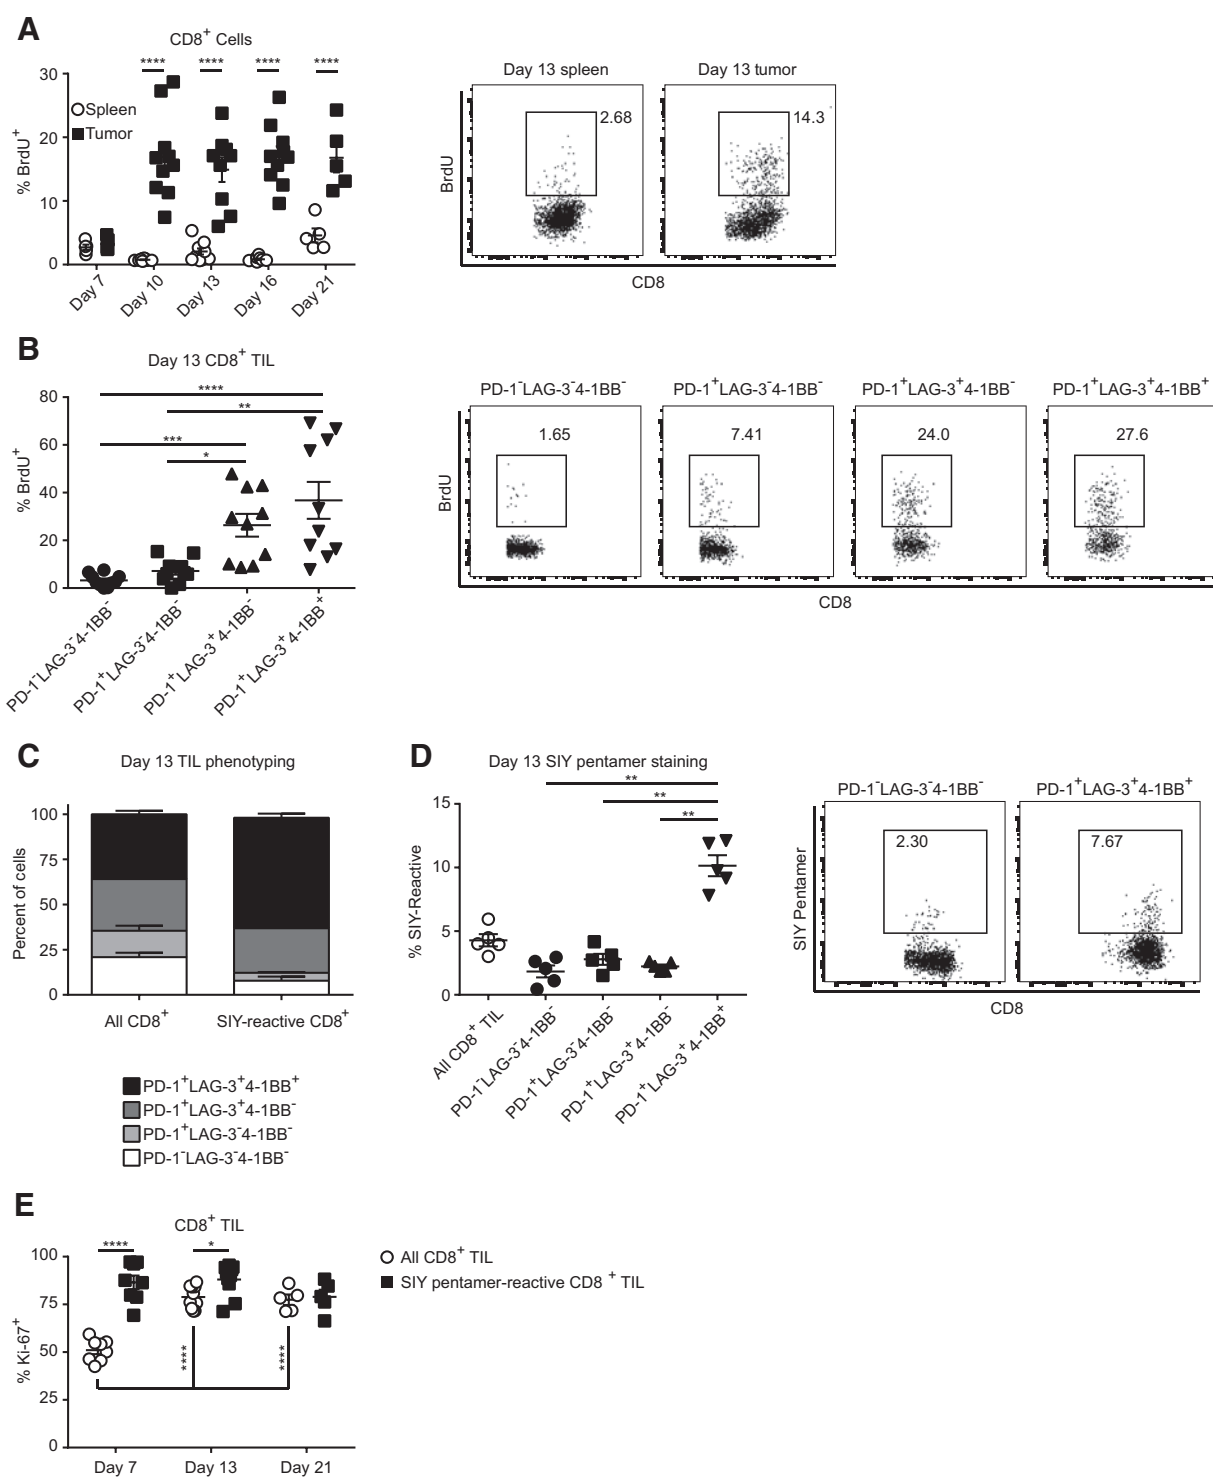 A
CD8+ Cells
**** **** **** ****
30
20
10
0
% BrdU+
Spleen
Tumor
Day 7 Day 10 Day 13 Day 16 Day 21
Day 13 spleen Day 13 tumor
2.68 14.3
BrdU
CD8
B
Day 13 CD8+ TIL
****
**
***
*
80
60
40
20
0
% BrdU+
PD-1-LAG-3-4-1BB- PD-1+LAG-3-4-1BB- PD-1+LAG-3+4-1BB- PD-1+LAG-3+4-1BB+
PD-1-LAG-3-4-1BB- PD-1+LAG-3-4-1BB- PD-1+LAG-3+4-1BB- PD-1+LAG-3+4-1BB+
1.65 7.41 24.0 27.6
BrdU
CD8
C
Day 13 TIL phenotyping
100
75
50
25
0
Percent of cells
All CD8+ SIY-reactive CD8+
PD-1+LAG-3+4-1BB+
PD-1+LAG-3+4-1BB-
PD-1+LAG-3-4-1BB-
PD-1-LAG-3-4-1BB-
D
Day 13 SIY pentamer staining
**
**
**
15
10
5
0
% SIY-Reactive
All CD8+ TIL PD-1-LAG-3-4-1BB- PD-1+LAG-3-4-1BB- PD-1+LAG-3+4-1BB- PD-1+LAG-3+4-1BB+
PD-1-LAG-3-4-1BB- PD-1+LAG-3+4-1BB+
2.30 7.67
SIY Pentamer
CD8
E
CD8+ TIL
**** *
100
75
50
25
0
% Ki-67+
**** ****
Day 7 Day 13 Day 21
All CD8+ TIL
SIY pentamer-reactive CD8 + TIL